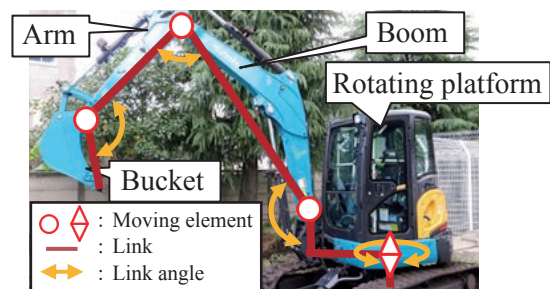 Arm
Boom
Rotating platform
Bucket
: Moving element
: Link
: Link angle